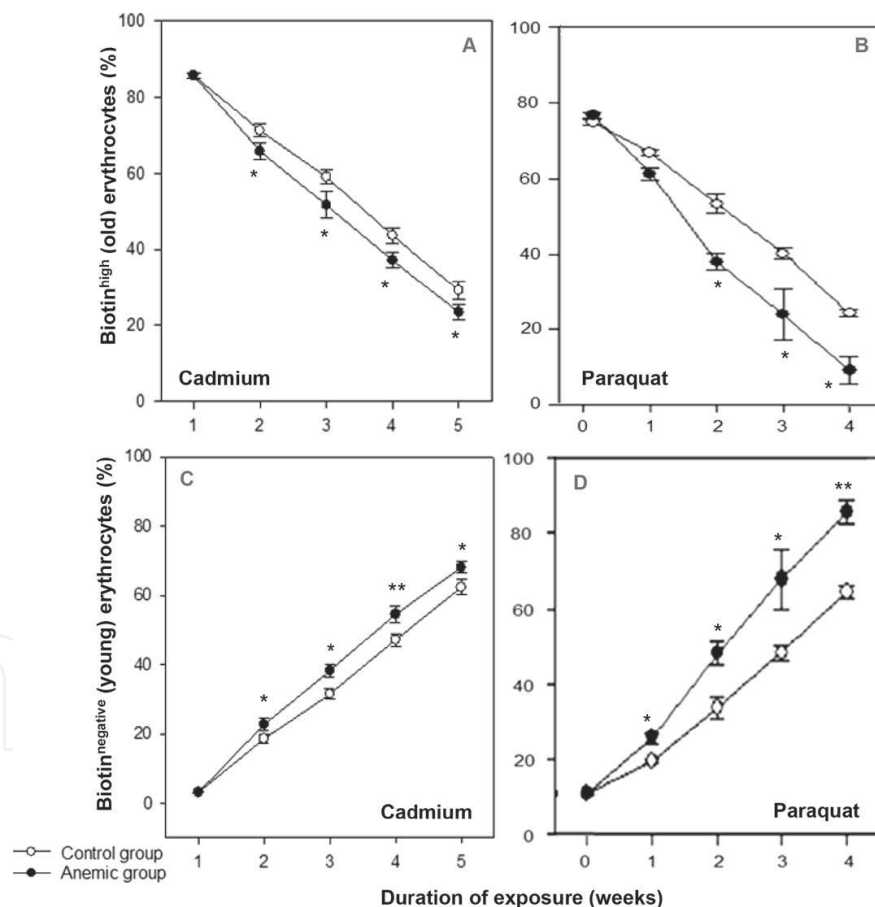 A
100
80
60
40
20
0
1 2 3 4 5
Cadmium
* * * *
B
100
80
60
40
20
0
0 1 2 3 4
Paraquat
* * *
Biotinhigh (old) erythrocytes (%)
C
100
80
60
40
20
0
1 2 3 4 5
Cadmium
* * ** *
D
100
80
60
40
20
0
0 1 2 3 4
Paraquat
* * * **
Biotinnegative (young) erythrocytes (%)
Control group
Anemic group
Duration of exposure (weeks)